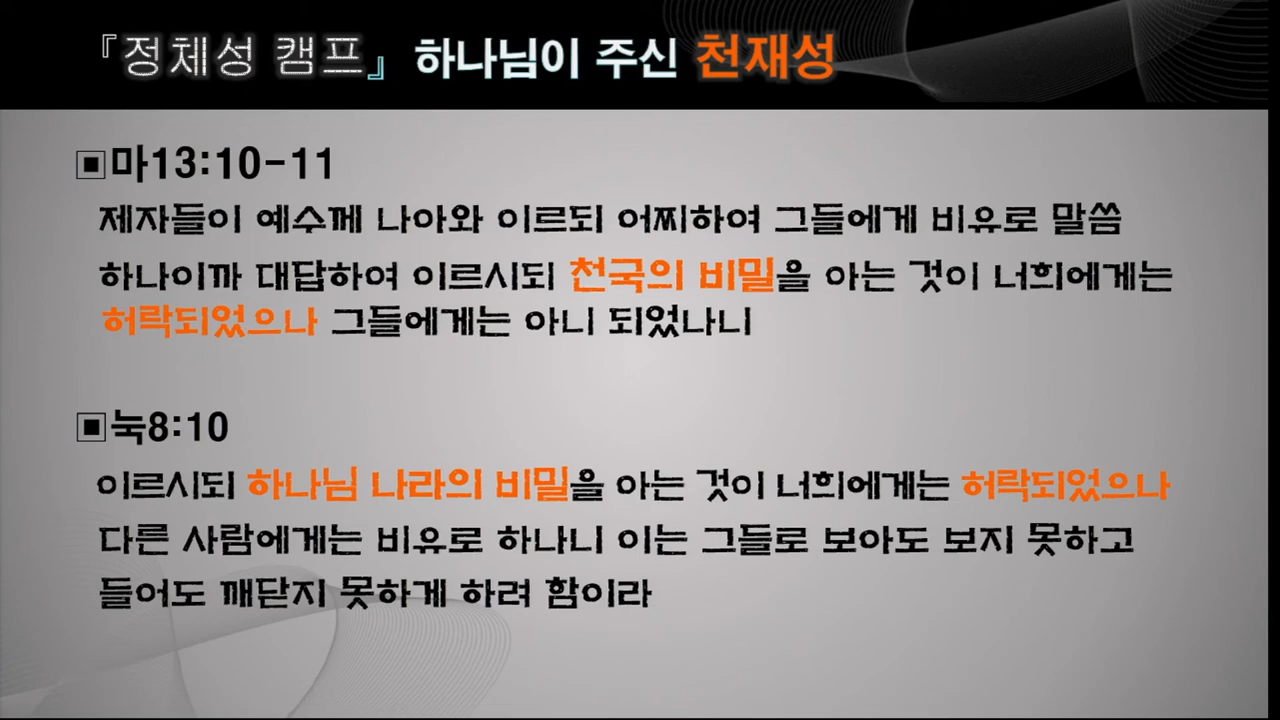 『정체성 캠프』 하나님이 주신 천재성
▣마13:10-11
제자들이 예수께 나아와 이르되 어찌하여 그들에게 비유로 말씀
하나이까 대답하여 이르시되 천국의 비밀을 아는 것이 너희에게는
허락되었으나 그들에게는 아니 되었나니
▣눅8:10
이르시되 하나님 나라의 비밀을 아는 것이 너희에게는 허락되었으나
다른 사람에게는 비유로 하나니 이는 그들로 보아도 보지 못하고
들어도 깨닫지 못하게 하려 함이라